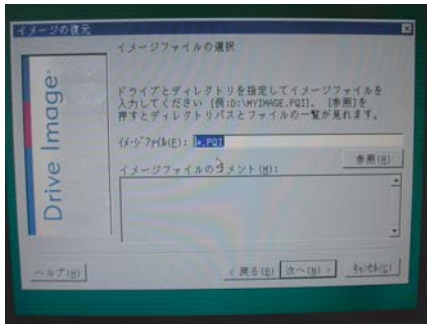 イメージの復元
イメージファイルの選択
Drive Image®
ドライブとディレクトリを指定してイメージファイルを
入力してください [例:D:\MYIMAGE.PQI]。 [参照]を
押すとディレクトリパスとファイルの一覧が見れます。
イメージファイル(F): *.PQI
参照(R)
イメージファイルのコメント(M):
ヘルプ(H)
< 戻る(B)
次へ(N) >
キャンセル(C)